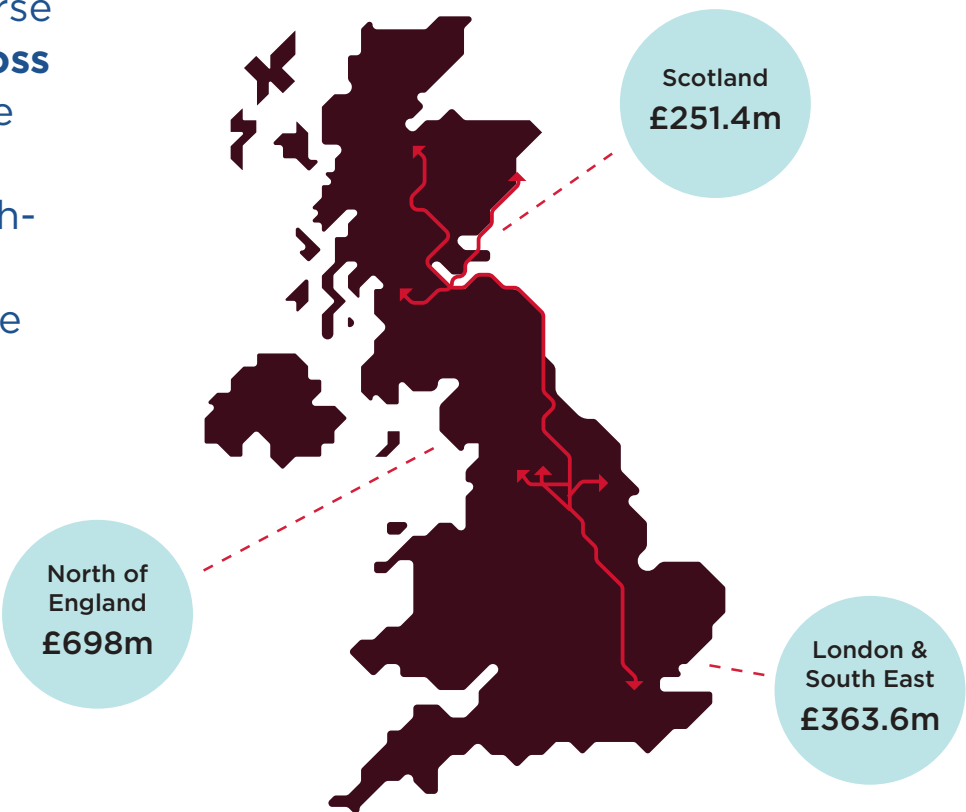 rse
oss
e
h-
e
Scotland
£251.4m
North of
England
£698m
London &
South East
£363.6m